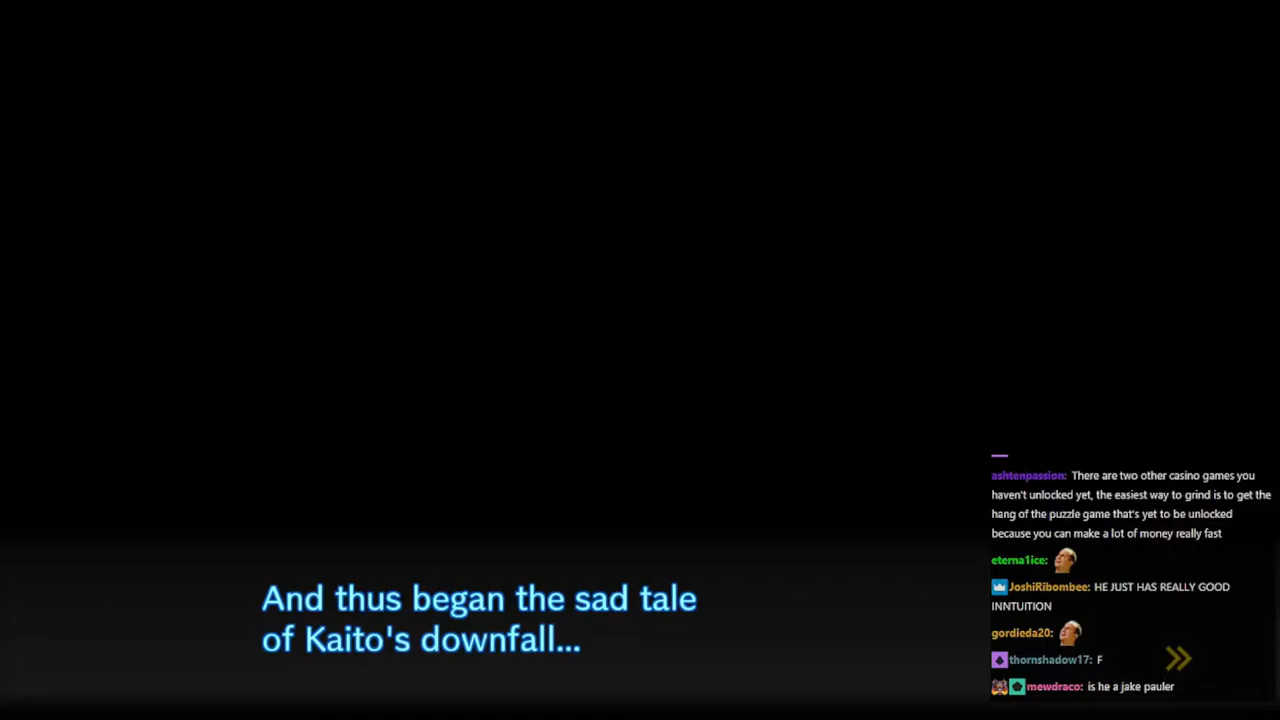 ashtenpassion: There are two other casino games you
haven't unlocked yet, the easiest way to grind is to get the
hang of the puzzle game that's yet to be unlocked
because you can make a lot of money really fast
eterna1ice:
JoshiRibombee: HE JUST HAS REALLY GOOD
INNTUITION
gordieda20:
thornshadow17: F
mewdraco: is he a jake pauler
And thus began the sad tale
of Kaito's downfall...